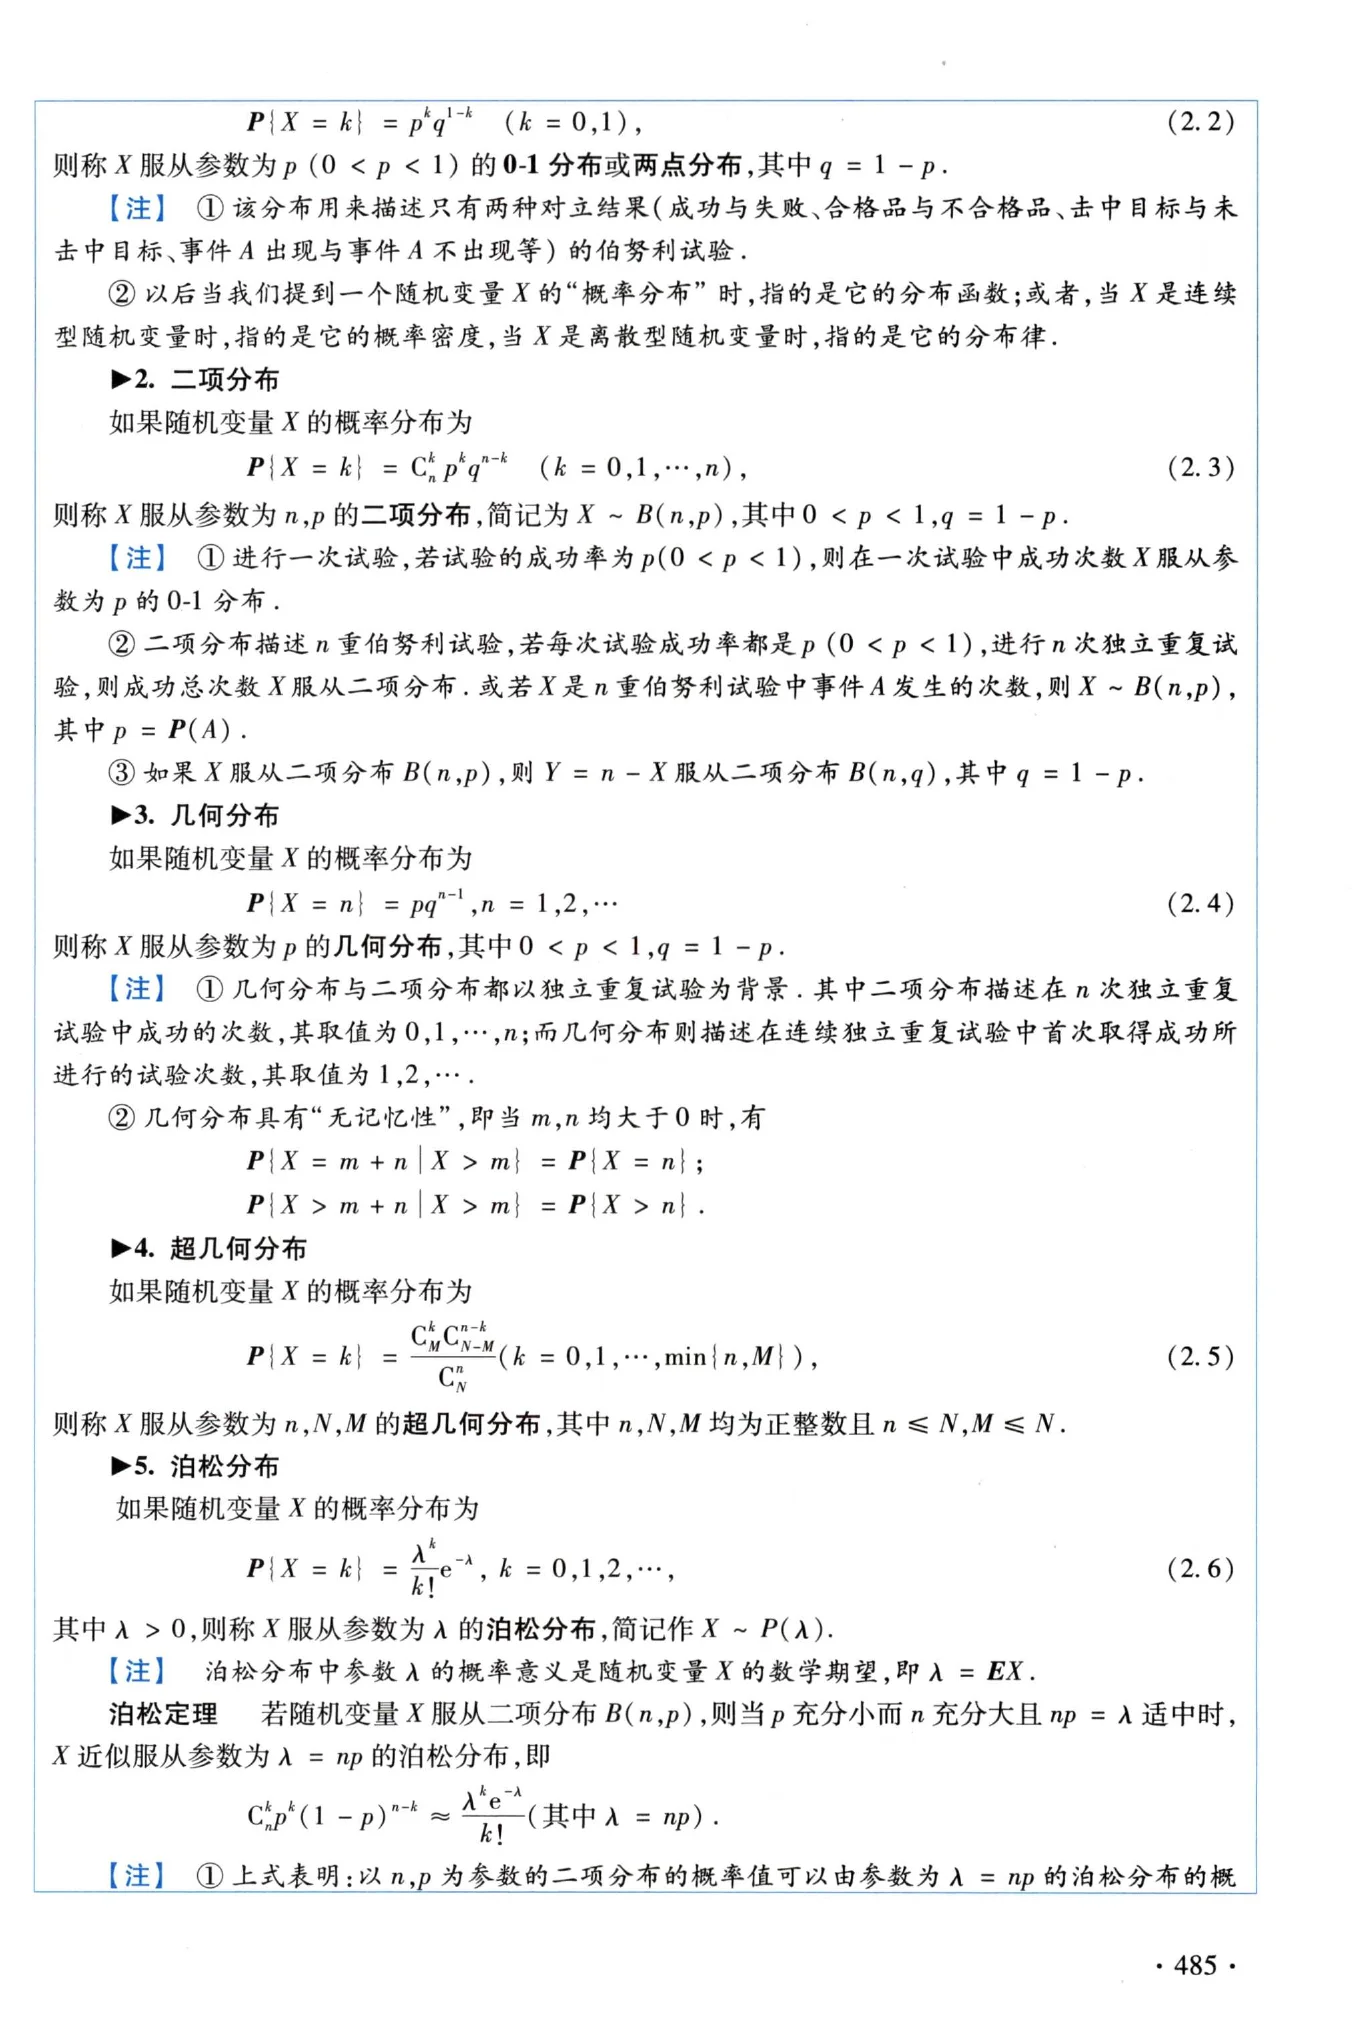 P{X = k} = p^k q^{1-k} (k = 0,1), (2.2)
则称 X 服从参数为 p (0 < p < 1) 的 0-1 分布或两点分布,其中 q = 1 - p.
【注】 ① 该分布用来描述只有两种对立结果(成功与失败、合格品与不合格品、击中目标与未
击中目标、事件 A 出现与事件 A 不出现等) 的伯努利试验.
② 以后当我们提到一个随机变量 X 的“概率分布” 时,指的是它的分布函数;或者,当 X 是连续
型随机变量时,指的是它的概率密度,当 X 是离散型随机变量时,指的是它的分布律.
▶2. 二项分布
如果随机变量 X 的概率分布为
P{X = k} = C_n^k p^k q^{n-k} (k = 0,1,⋯,n), (2.3)
则称 X 服从参数为 n,p 的二项分布,简记为 X ~ B(n,p),其中 0 < p < 1,q = 1 - p.
【注】 ① 进行一次试验,若试验的成功率为 p(0 < p < 1),则在一次试验中成功次数 X 服从参
数为 p 的 0-1 分布.
② 二项分布描述 n 重伯努利试验,若每次试验成功率都是 p (0 < p < 1),进行 n 次独立重复试
验,则成功总次数 X 服从二项分布.或若 X 是 n 重伯努利试验中事件 A 发生的次数,则 X ~ B(n,p),
其中 p = P(A).
③ 如果 X 服从二项分布 B(n,p),则 Y = n - X 服从二项分布 B(n,q),其中 q = 1 - p.
▶3. 几何分布
如果随机变量 X 的概率分布为
P{X = n} = pq^{n-1},n = 1,2,⋯ (2.4)
则称 X 服从参数为 p 的几何分布,其中 0 < p < 1,q = 1 - p.
【注】 ① 几何分布与二项分布都以独立重复试验为背景.其中二项分布描述在 n 次独立重复
试验中成功的次数,其取值为 0,1,⋯,n;而几何分布则描述在连续独立重复试验中首次取得成功所
进行的试验次数,其取值为 1,2,⋯.
② 几何分布具有“无记忆性”,即当 m,n 均大于 0 时,有
P{X = m + n | X > m} = P{X = n};
P{X > m + n | X > m} = P{X > n}.
▶4. 超几何分布
如果随机变量 X 的概率分布为
P{X = k} = \frac{C_M^k C_{N-M}^{n-k}}{C_N^n} (k = 0,1,⋯,min{n,M}), (2.5)
则称 X 服从参数为 n,N,M 的超几何分布,其中 n,N,M 均为正整数且 n ≤ N,M ≤ N.
▶5. 泊松分布
如果随机变量 X 的概率分布为
P{X = k} = \frac{λ^k}{k!} e^{-λ}, k = 0,1,2,⋯, (2.6)
其中 λ > 0,则称 X 服从参数为 λ 的泊松分布,简记作 X ~ P(λ).
【注】 泊松分布中参数 λ 的概率意义是随机变量 X 的数学期望,即 λ = EX.
泊松定理 若随机变量 X 服从二项分布 B(n,p),则当 p 充分小而 n 充分大且 np = λ 适中时,
X 近似服从参数为 λ = np 的泊松分布,即
C_n^k p^k (1 - p)^{n-k} ≈ \frac{λ^k e^{-λ}}{k!} (其中 λ = np).
【注】 ① 上式表明:以 n,p 为参数的二项分布的概率值可以由参数为 λ = np 的泊松分布的概
· 485 ·